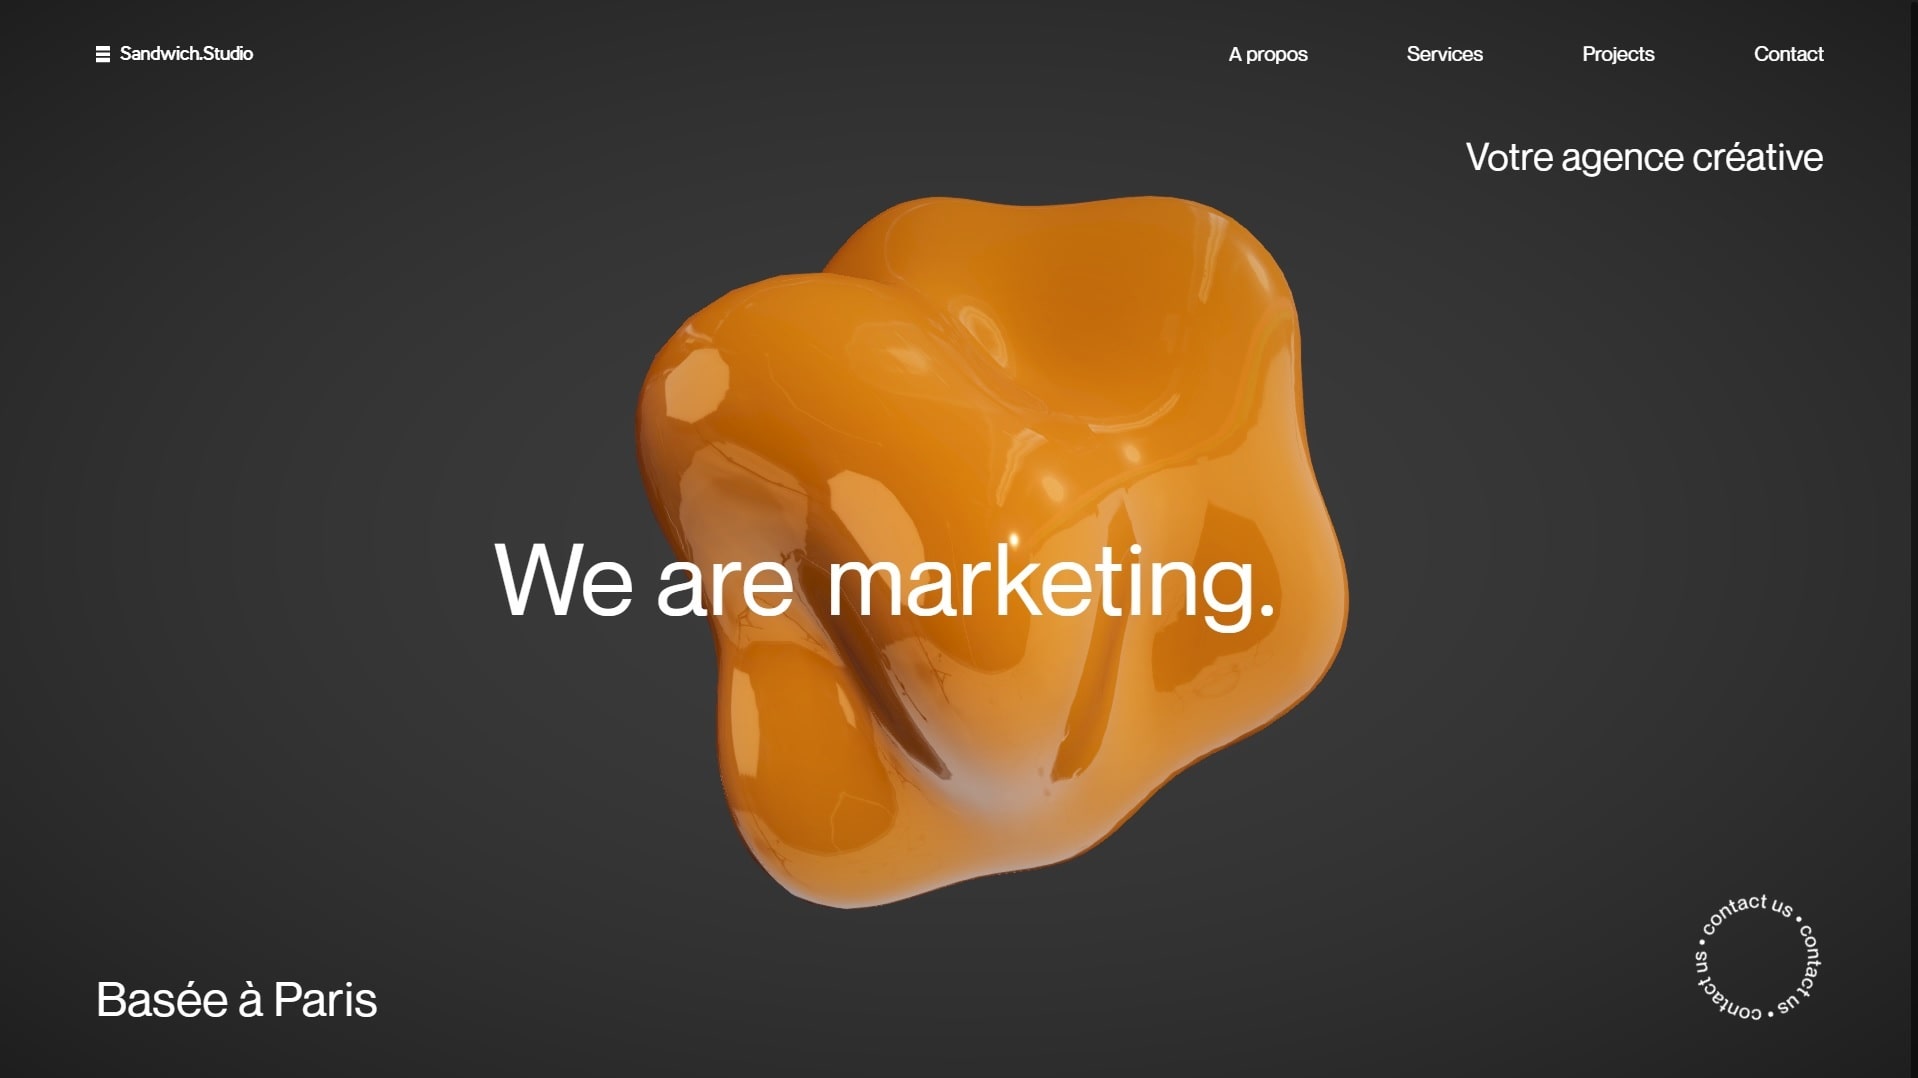 Sandwich.Studio
A propos
Services
Projects
Contact
Votre agence créative
We are marketing.
Basée à Paris
contact us • contact us • contact us •